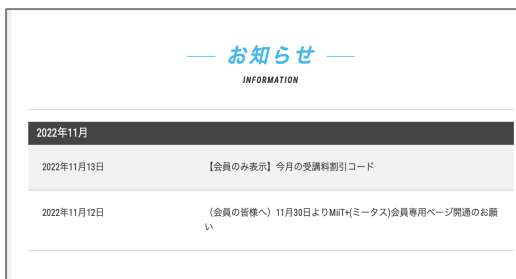 お知らせ
INFORMATION
2022年11月
2022年11月13日 【会員のみ表示】今月の受講料割引コード
2022年11月12日 （会員の皆様へ）11月30日よりMiiT+(ミータス)会員専用ページ開通のお願
い